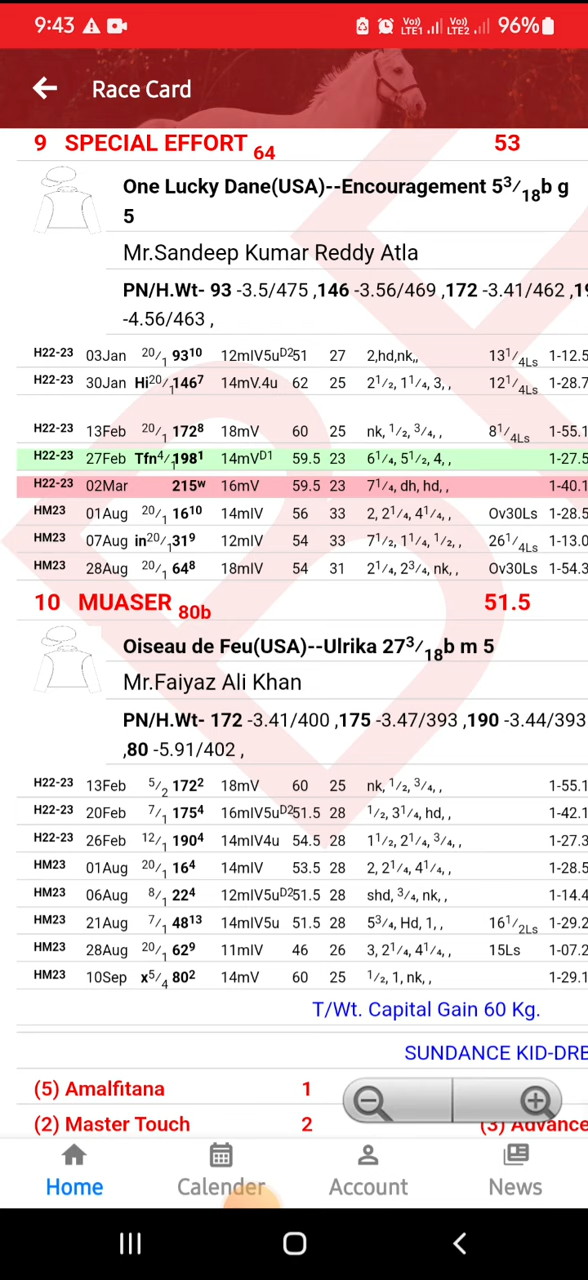 9:43 Vo)) LTE1 Vo)) LTE2 96%
Race Card
9 SPECIAL EFFORT 64 53
One Lucky Dane(USA)--Encouragement 5³/₁₈b g
5
Mr.Sandeep Kumar Reddy Atla
PN/H.Wt- 93 -3.5/475 ,146 -3.56/469 ,172 -3.41/462 ,19
-4.56/463 ,
H22-23 03Jan 20/1 93¹⁰ 12mIV5uᴰ²51 27 2,hd,nk,, 13¹/₄Ls 1-12.5
H22-23 30Jan Hi20/1 146⁷ 14mV.4u 62 25 2¹/₂, 1¹/₄, 3, , 12¹/₄Ls 1-28.7
H22-23 13Feb 20/1 172⁸ 18mV 60 25 nk, ¹/₂, ³/₄, , 8¹/₄Ls 1-55.1
H22-23 27Feb Tfn4/1 198¹ 14mVᴰ¹ 59.5 23 6¹/₄, 5¹/₂, 4, , 1-27.5
H22-23 02Mar 215ʷ 16mV 59.5 23 7¹/₄, dh, hd, , 1-40.1
HM23 01Aug 20/1 16¹⁰ 14mIV 56 33 2, 2¹/₄, 4¹/₄, , Ov30Ls 1-28.5
HM23 07Aug in20/1 31⁹ 12mIV 54 33 7¹/₂, 1¹/₄, ¹/₂, , 26¹/₄Ls 1-13.0
HM23 28Aug 20/1 64⁸ 18mIV 54 31 2¹/₄, 2³/₄, nk, , Ov30Ls 1-54.3
10 MUASER 80b 51.5
Oiseau de Feu(USA)--Ulrika 27³/₁₈b m 5
Mr.Faiyaz Ali Khan
PN/H.Wt- 172 -3.41/400 ,175 -3.47/393 ,190 -3.44/393
,80 -5.91/402 ,
H22-23 13Feb 5/2 172² 18mV 60 25 nk, ¹/₂, ³/₄, , 1-55.1
H22-23 20Feb 7/1 175⁴ 16mIV5uᴰ²51.5 28 ¹/₂, 3¹/₄, hd, , 1-42.1
H22-23 26Feb 12/1 190⁴ 14mIV4u 54.5 28 1¹/₂, 2¹/₄, ³/₄, , 1-27.3
HM23 01Aug 20/1 16⁴ 14mIV 53.5 28 2, 2¹/₄, 4¹/₄, , 1-28.5
HM23 06Aug 8/1 22⁴ 12mIV5uᴰ²51.5 28 shd, ³/₄, nk, , 1-14.4
HM23 21Aug 7/1 48¹³ 14mIV5u 51.5 28 5³/₄, Hd, 1, , 16¹/₂Ls 1-29.2
HM23 28Aug 20/1 62⁹ 11mIV 46 26 3, 2¹/₄, 4¹/₄, , 15Ls 1-07.2
HM23 10Sep x5/4 80² 14mV 60 25 ¹/₂, 1, nk, , 1-29.1
T/Wt. Capital Gain 60 Kg.
SUNDANCE KID-DRE
(5) Amalfitana 1
(2) Master Touch 2 (3) Advance
Home Calender Account News